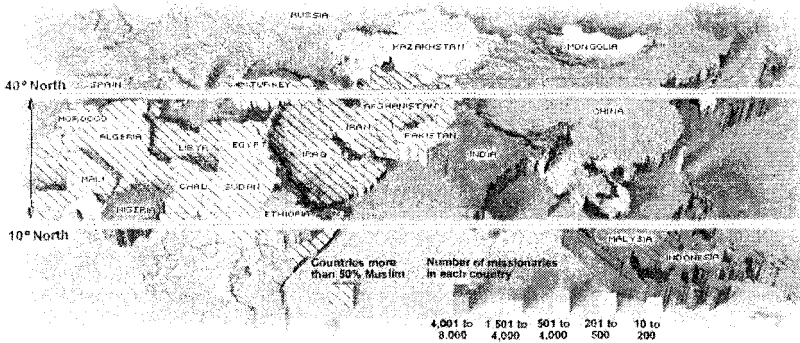 RUSSIA
KAZAKHSTAN
MONGOLIA
40° North
SPAIN
TURKEY
MOROCCO
ALGERIA
LIBYA
EGYPT
IRAQ
IRAN
AFGHANISTAN
PAKISTAN
INDIA
CHINA
MALI
CHAD
SUDAN
NIGERIA
ETHIOPIA
10° North
MALYSIA
INDONESIA
Countries more
than 50% Muslim
Number of missionaries
in each country
4,001 to
8,000
1 501 to
4,000
501 to
4,000
201 to
500
10 to
200